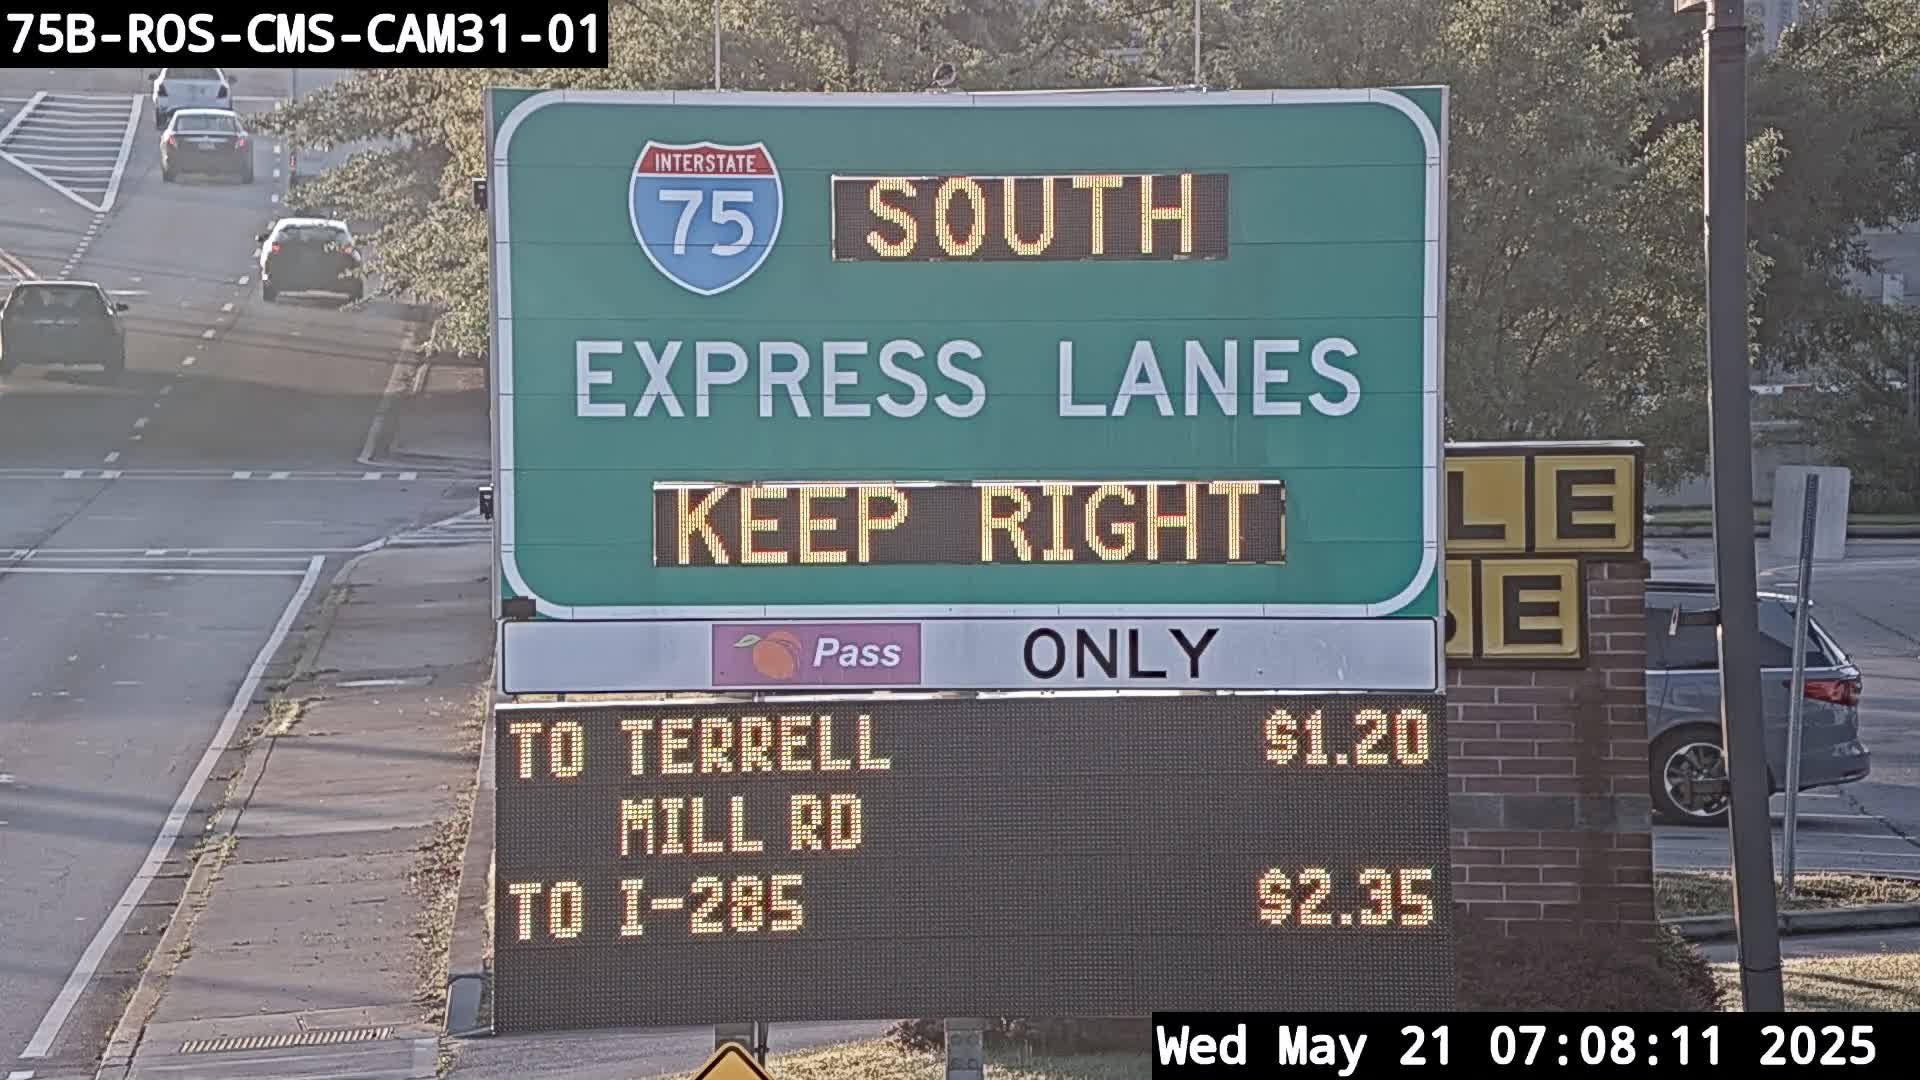 75B-ROS-CMS-CAM31-01
INTERSTATE
75
SOUTH
EXPRESS LANES
KEEP RIGHT
Pass ONLY
TO TERRELL $1.20
MILL RD
TO I-285 $2.35
LE
E
Wed May 21 07:08:11 2025